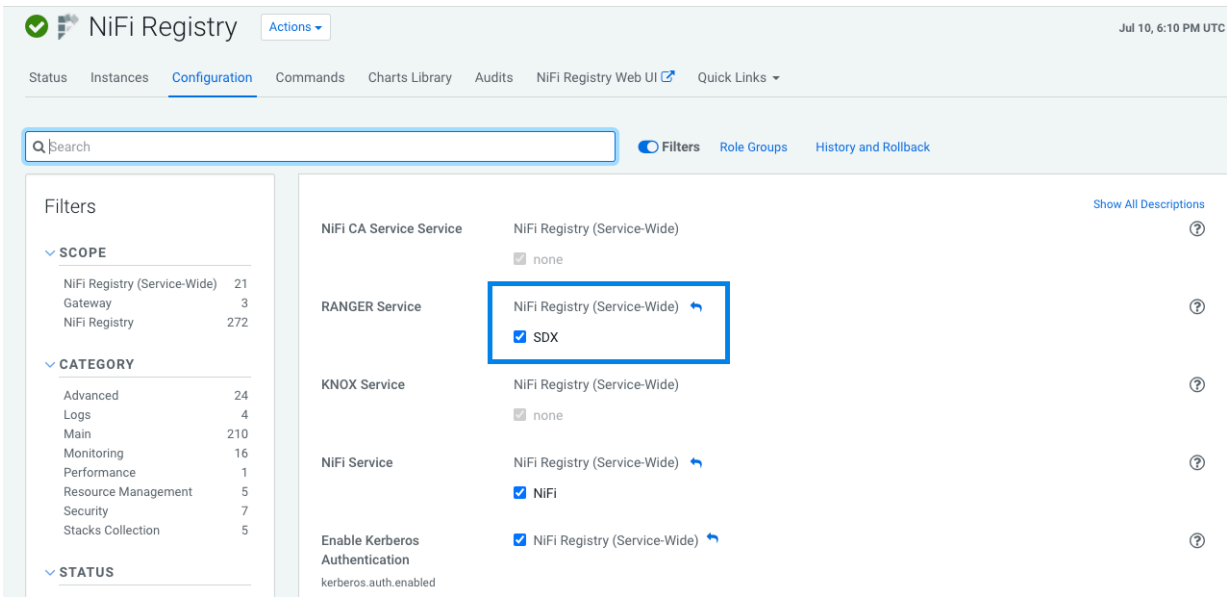 NiFi Registry Actions
Jul 10, 6:10 PM UTC
Status Instances Configuration Commands Charts Library Audits NiFi Registry Web UI Quick Links
Search
Filters Role Groups History and Rollback
Filters
SCOPE
NiFi Registry (Service-Wide) 21
Gateway 3
NiFi Registry 272
CATEGORY
Advanced 24
Logs 4
Main 210
Monitoring 16
Performance 1
Resource Management 5
Security 7
Stacks Collection 5
STATUS
Show All Descriptions
NiFi CA Service Service NiFi Registry (Service-Wide)
none
RANGER Service NiFi Registry (Service-Wide)
SDX
KNOX Service NiFi Registry (Service-Wide)
none
NiFi Service NiFi Registry (Service-Wide)
NiFi
Enable Kerberos NiFi Registry (Service-Wide)
Authentication
kerberos.auth.enabled